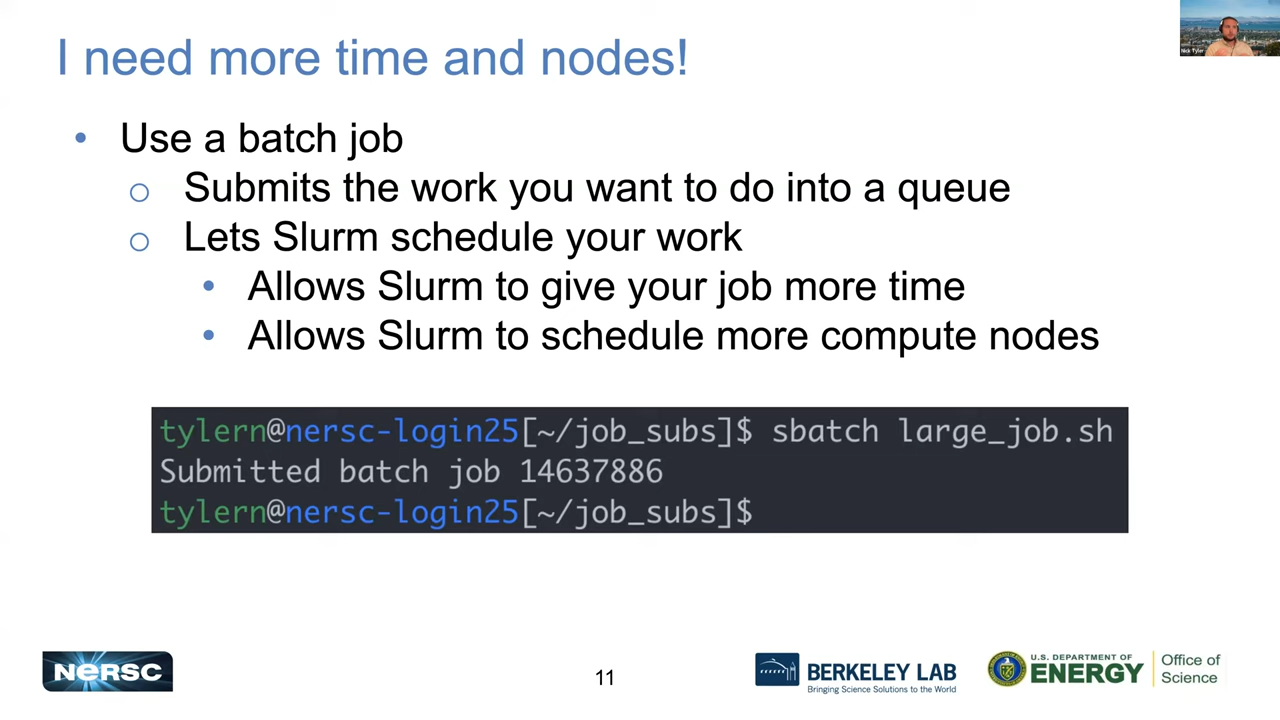 I need more time and nodes!
Nick Tyler
• Use a batch job
o Submits the work you want to do into a queue
o Lets Slurm schedule your work
• Allows Slurm to give your job more time
• Allows Slurm to schedule more compute nodes
tylern@nersc-login25[~/job_subs]$ sbatch large_job.sh
Submitted batch job 14637886
tylern@nersc-login25[~/job_subs]$
NERSC
11
BERKELEY LAB
Bringing Science Solutions to the World
U.S. DEPARTMENT OF
ENERGY
Office of
Science